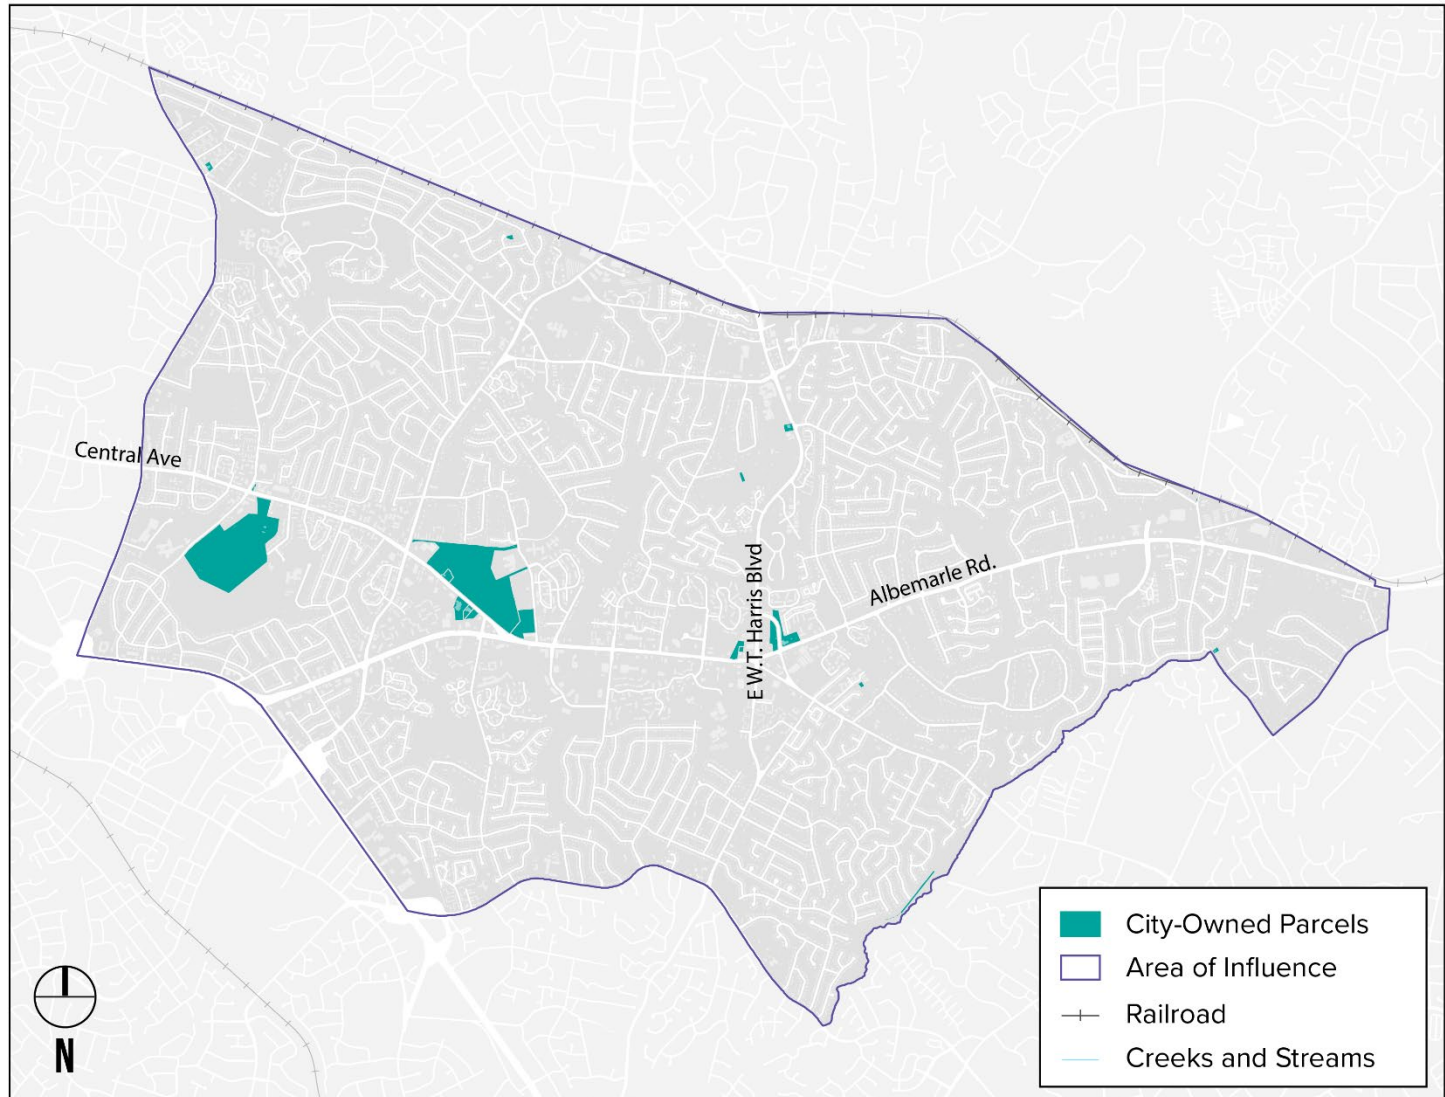 Central Ave
E W.T. Harris Blvd
Albemarle Rd.
City-Owned Parcels
Area of Influence
Railroad
Creeks and Streams
N